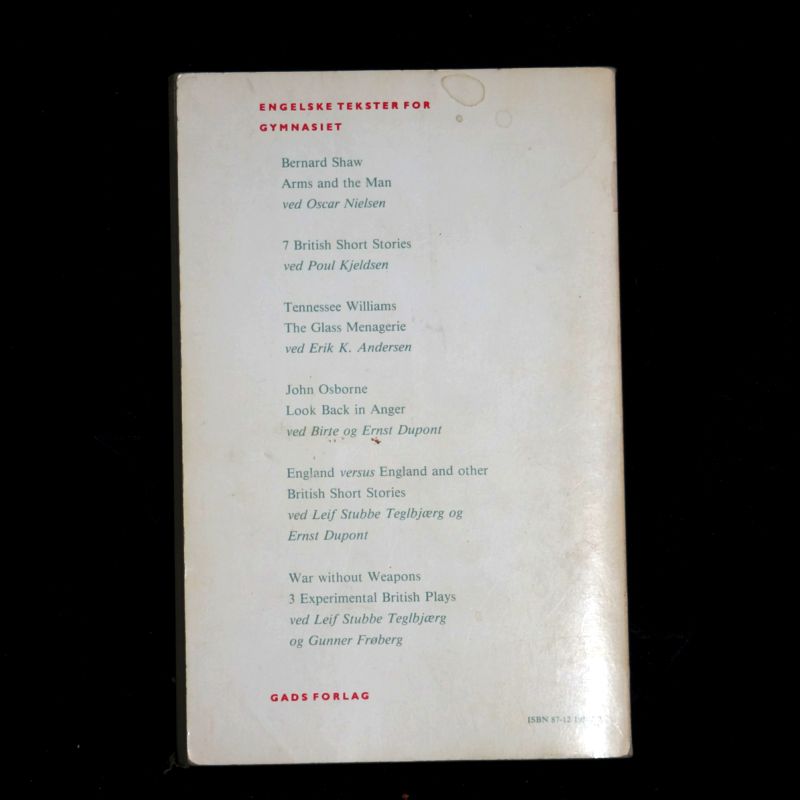 ENGELSKE TEKSTER FOR
GYMNASIET
Bernard Shaw
Arms and the Man
ved Oscar Nielsen
7 British Short Stories
ved Poul Kjeldsen
Tennessee Williams
The Glass Menagerie
ved Erik K. Andersen
John Osborne
Look Back in Anger
ved Birte og Ernst Dupont
England versus England and other
British Short Stories
ved Leif Stubbe Teglbjærg og
Ernst Dupont
War without Weapons
3 Experimental British Plays
ved Leif Stubbe Teglbjærg
og Gunner Frøberg
GADS FORLAG
ISBN 87-12